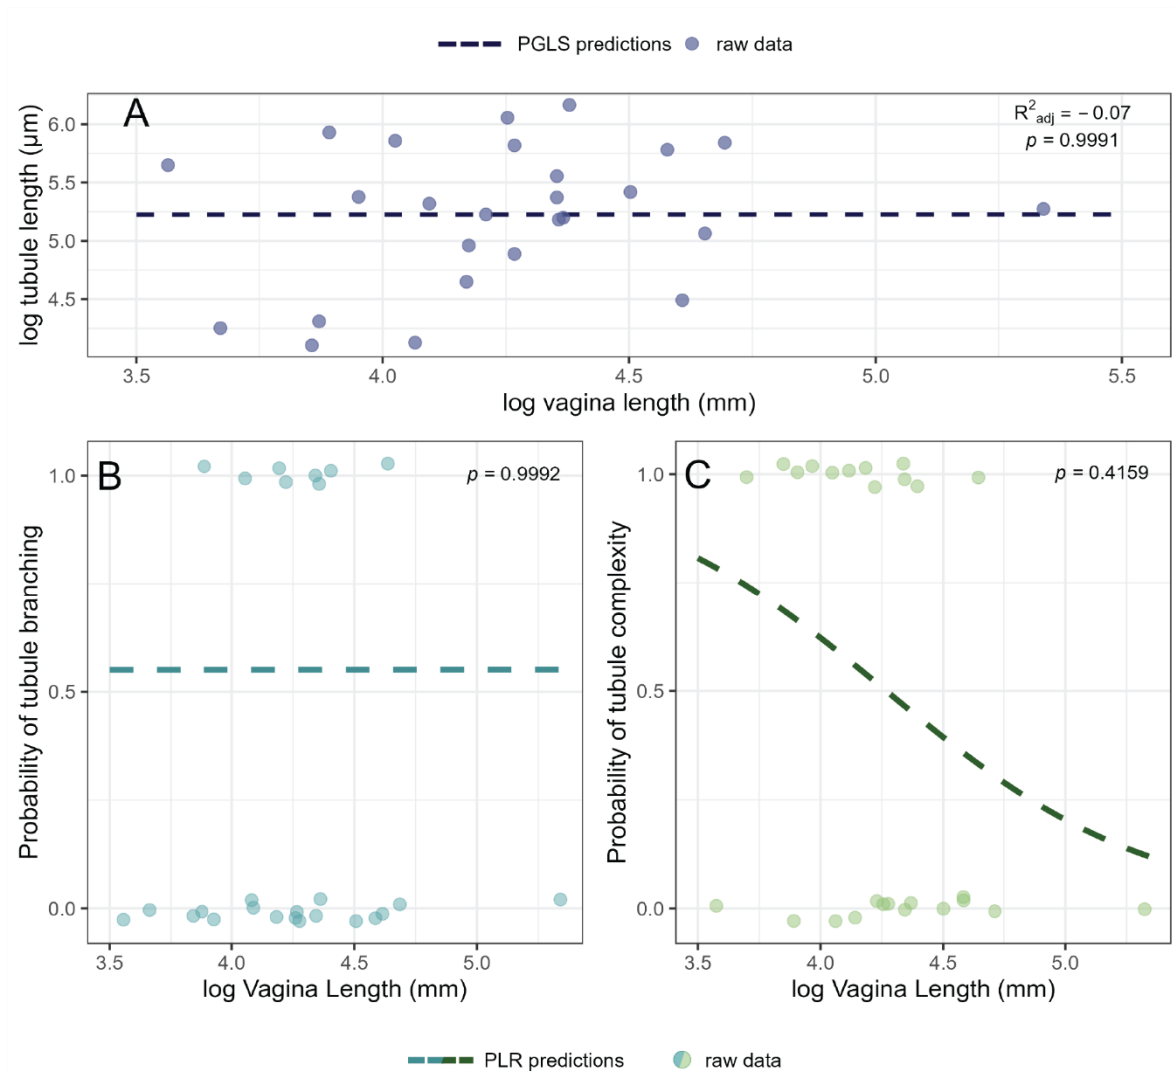 PGLS predictions raw data
A
R²adj = − 0.07
p = 0.9991
log tubule length (μm)
6.0
5.5
5.0
4.5
3.5 4.0 4.5 5.0 5.5
log vagina length (mm)
B
p = 0.9992
Probability of tubule branching
1.0
0.5
0.0
3.5 4.0 4.5 5.0
log Vagina Length (mm)
C
p = 0.4159
Probability of tubule complexity
1.0
0.5
0.0
3.5 4.0 4.5 5.0
log Vagina Length (mm)
PLR predictions raw data